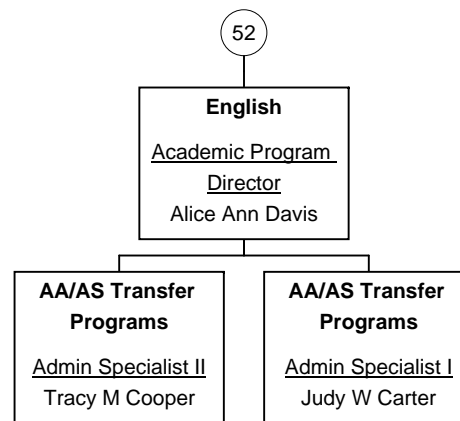 52
English
Academic Program
Director
Alice Ann Davis
AA/AS Transfer
Programs
Admin Specialist II
Tracy M Cooper
AA/AS Transfer
Programs
Admin Specialist I
Judy W Carter